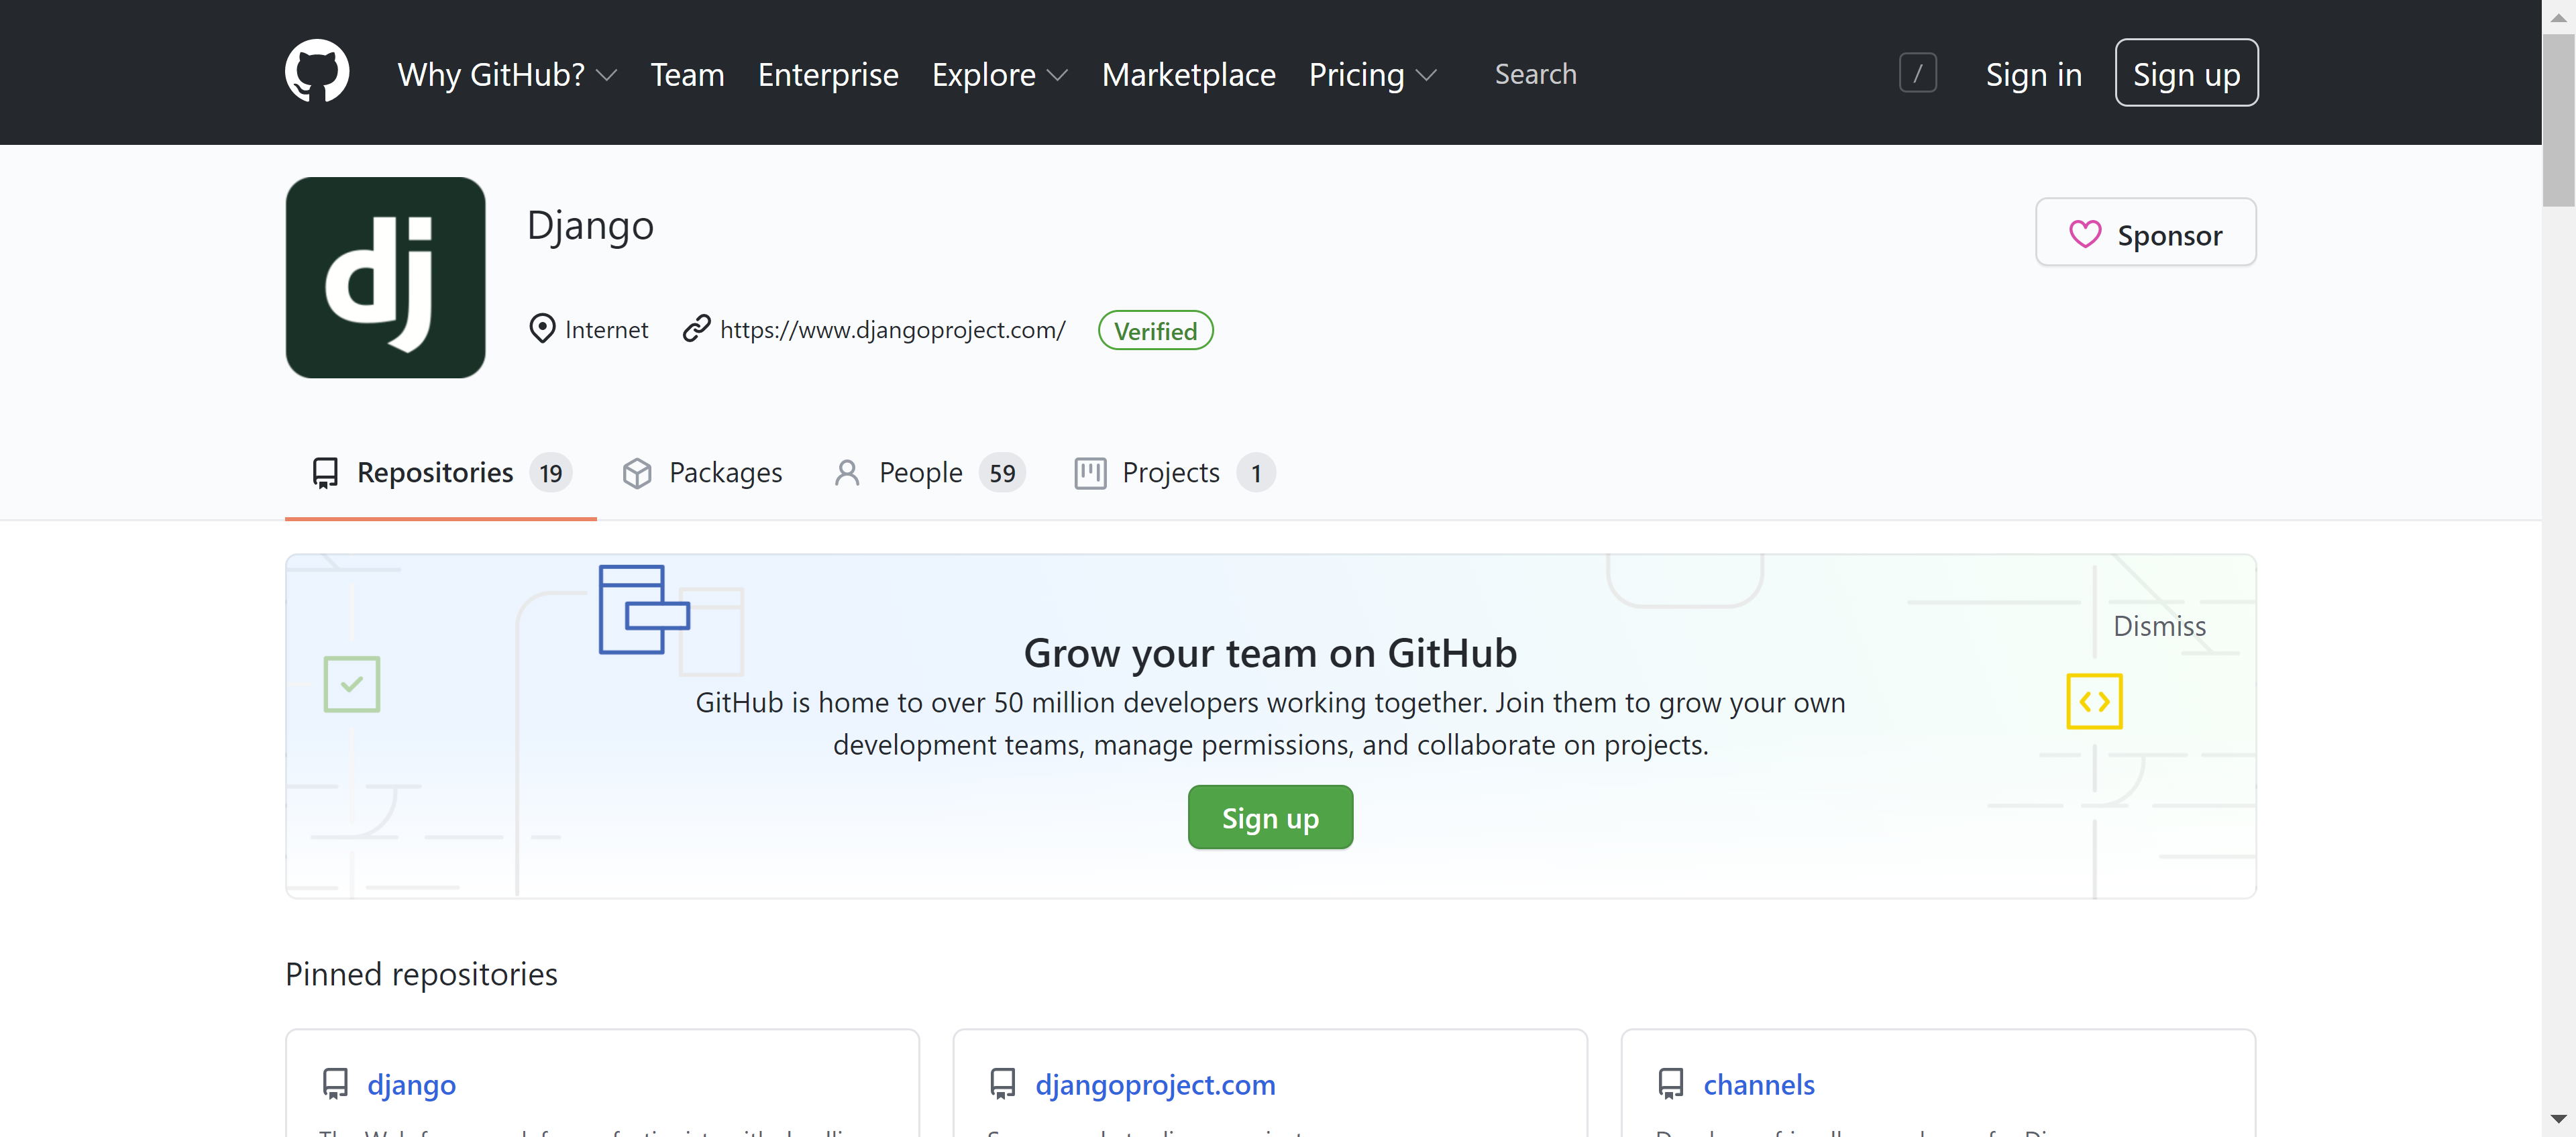 Why GitHub? Team Enterprise Explore Marketplace Pricing Search / Sign in Sign up
dj
Django
Sponsor
Internet https://www.djangoproject.com/ Verified
Repositories 19 Packages People 59 Projects 1
Dismiss
Grow your team on GitHub
GitHub is home to over 50 million developers working together. Join them to grow your own
development teams, manage permissions, and collaborate on projects.
Sign up
Pinned repositories
django djangoproject.com channels